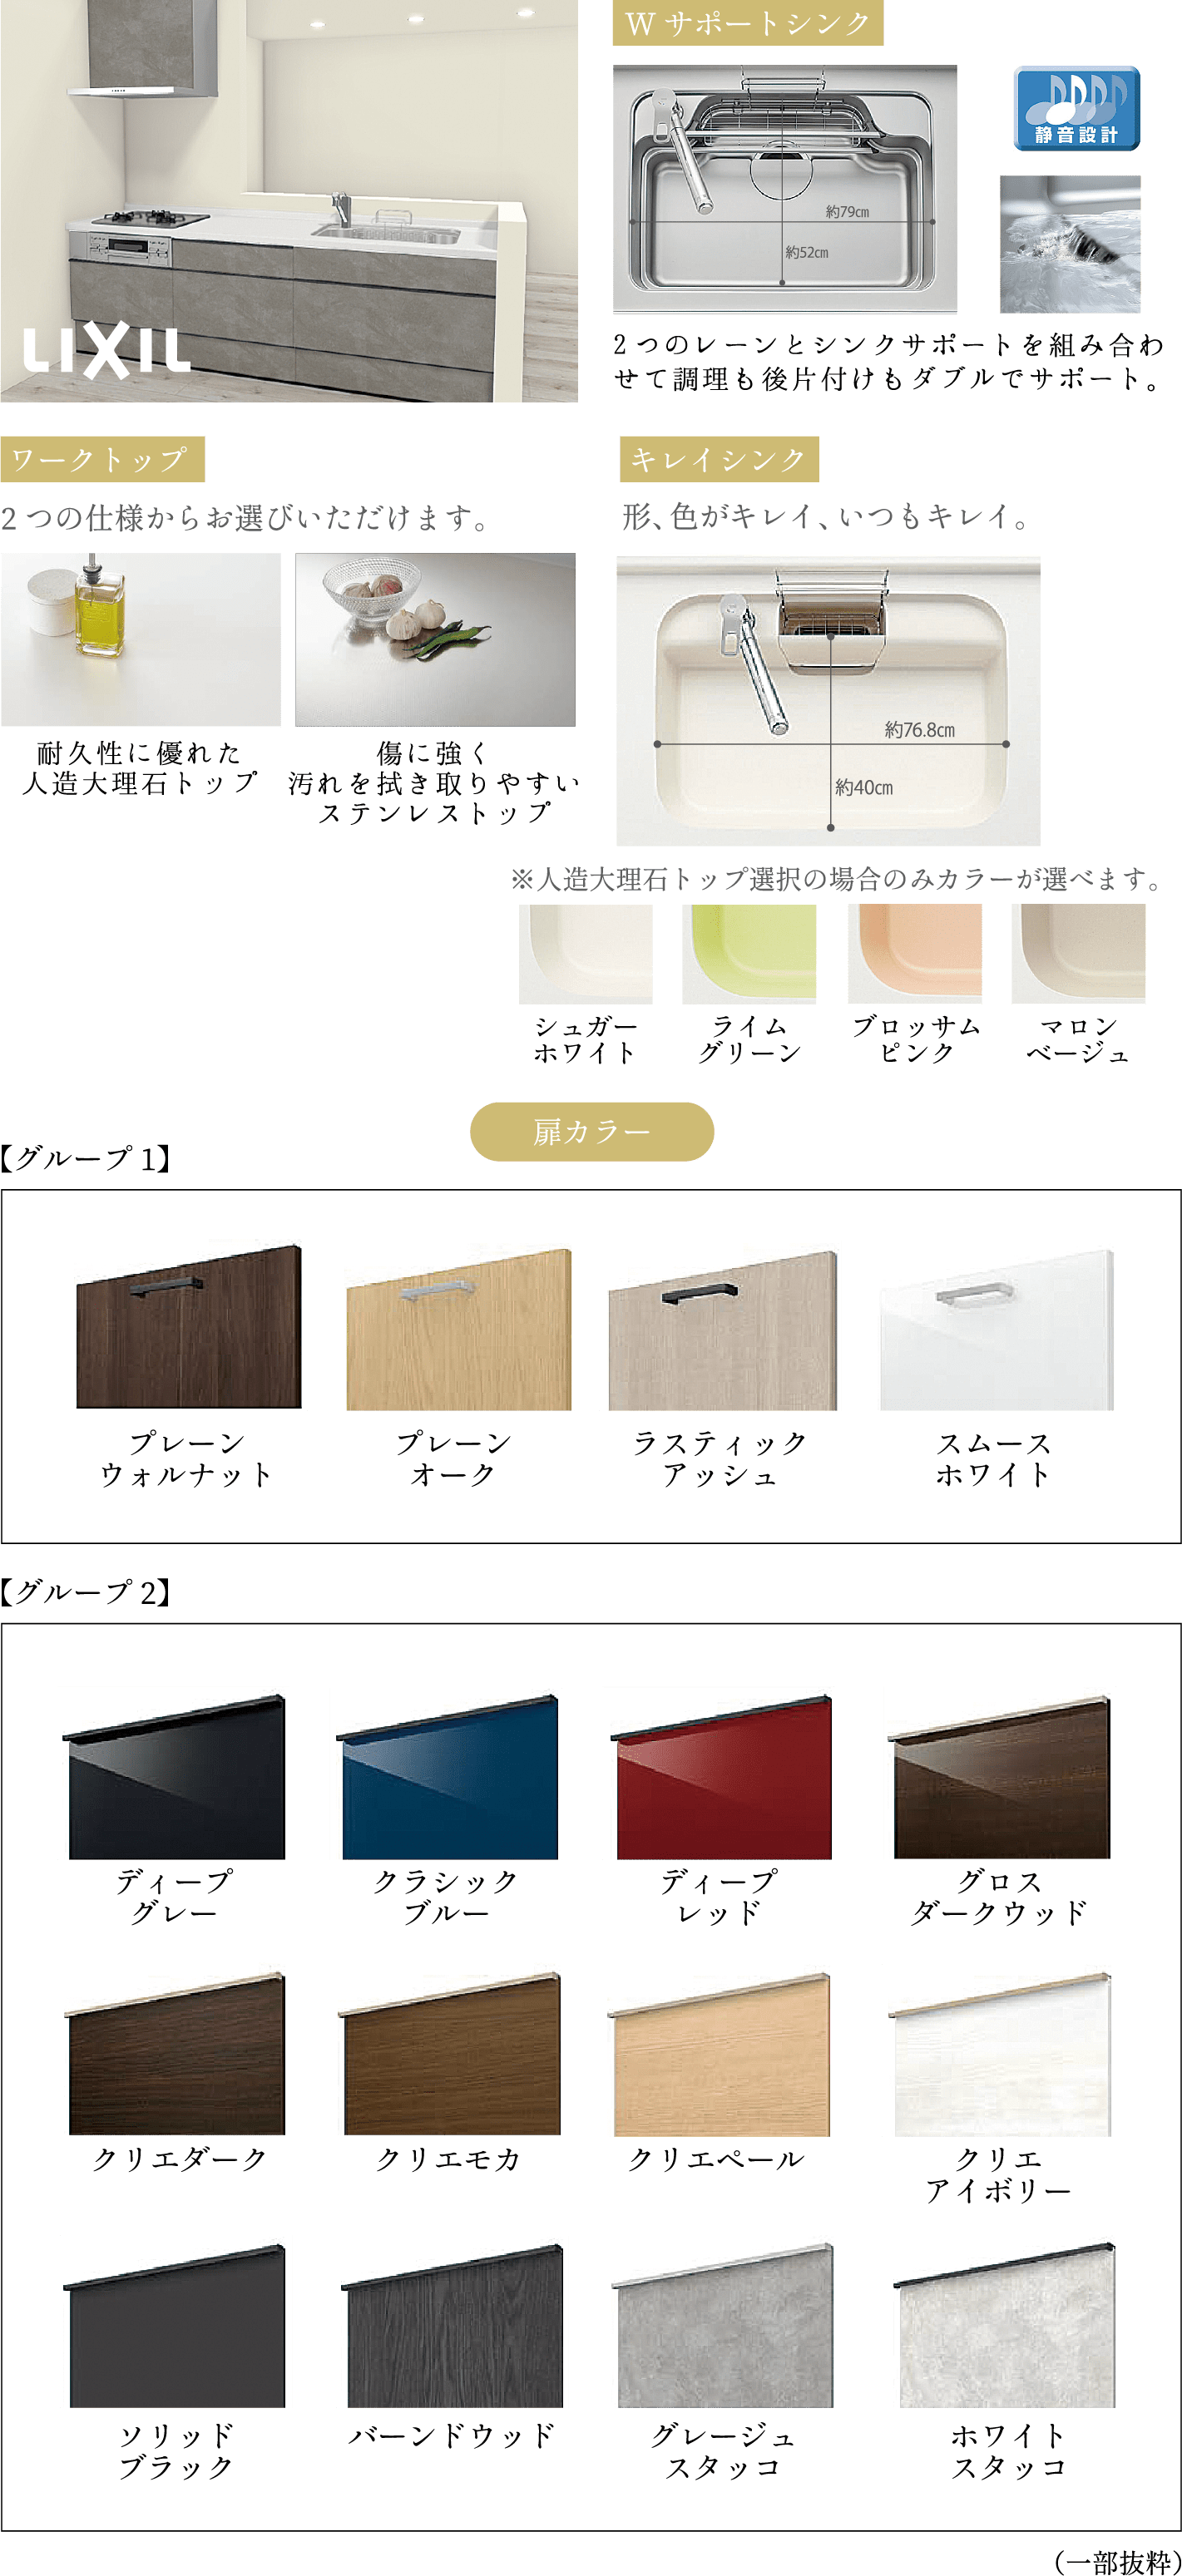 LIXIL
Wサポートシンク
静音設計
約79㎝
約52㎝
2つのレーンとシンクサポートを組み合わ
せて調理も後片付けもダブルでサポート。
ワークトップ
2つの仕様からお選びいただけます。
耐久性に優れた
人造大理石トップ
傷に強く
汚れを拭き取りやすい
ステンレストップ
キレイシンク
形、色がキレイ、いつもキレイ。
約76.8㎝
約40㎝
※人造大理石トップ選択の場合のみカラーが選べます。
シュガー
ホワイト
ライム
グリーン
ブロッサム
ピンク
マロン
ベージュ
扉カラー
【グループ1】
プレーン
ウォルナット
プレーン
オーク
ラスティック
アッシュ
スムース
ホワイト
【グループ2】
ディープ
グレー
クラシック
ブルー
ディープ
レッド
グロス
ダークウッド
クリエダーク
クリエモカ
クリエペール
クリエ
アイボリー
ソリッド
ブラック
バーンドウッド
グレージュ
スタッコ
ホワイト
スタッコ
（一部抜粋）